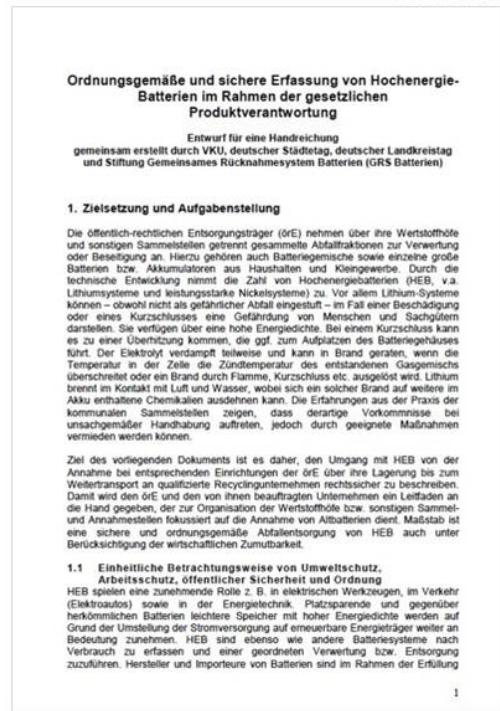 Ordnungsgemäße und sichere Erfassung von Hochenergie-
Batterien im Rahmen der gesetzlichen
Produktverantwortung
Entwurf für eine Handreichung
gemeinsam erstellt durch VKU, deutscher Städtetag, deutscher Landkreistag
und Stiftung Gemeinsames Rücknahmesystem Batterien (GRS Batterien)
1. Zielsetzung und Aufgabenstellung
Die öffentlich-rechtlichen Entsorgungsträger (örE) nehmen über ihre Wertstoffhöfe
und sonstigen Sammelstellen getrennt gesammelte Abfallfraktionen zur Verwertung
oder Beseitigung an. Hierzu gehören auch Batteriegemische sowie einzelne große
Batterien bzw. Akkumulatoren aus Haushalten und Kleingewerbe. Durch die
technische Entwicklung nimmt die Zahl von Hochenergiebatterien (HEB, v.a.
Lithiumsysteme und leistungsstarke Nickelsysteme) zu. Vor allem Lithium-Systeme
können – obwohl nicht als gefährlicher Abfall eingestuft – im Fall einer Beschädigung
oder eines Kurzschlusses eine Gefährdung von Menschen und Sachgütern
darstellen. Sie verfügen über eine hohe Energiedichte. Bei einem Kurzschluss kann
es zu einer Überhitzung kommen, die ggf. zum Aufplatzen des Batteriegehäuses
führt. Der Elektrolyt verdampft teilweise und kann in Brand geraten, wenn die
Temperatur in der Zelle die Zündtemperatur des entstandenen Gasgemischs
überschreitet oder ein Brand durch Flamme, Kurzschluss etc. ausgelöst wird. Lithium
brennt im Kontakt mit Luft und Wasser, wobei sich ein solcher Brand auf weitere im
Akku enthaltene Chemikalien ausdehnen kann. Die Erfahrungen aus der Praxis der
kommunalen Sammelstellen zeigen, dass derartige Vorkommnisse bei
unsachgemäßer Handhabung auftreten, jedoch durch geeignete Maßnahmen
vermieden werden können.
Ziel des vorliegenden Dokuments ist es daher, den Umgang mit HEB von der
Annahme bei entsprechenden Einrichtungen der örE über ihre Lagerung bis zum
Weitertransport an qualifizierte Recyclingunternehmen rechtssicher zu beschreiben.
Damit wird den örE und den von ihnen beauftragten Unternehmen ein Leitfaden an
die Hand gegeben, der zur Organisation der Wertstoffhöfe bzw. sonstigen Sammel-
und Annahmestellen fokussiert auf die Annahme von Altbatterien dient. Maßstab ist
eine sichere und ordnungsgemäße Abfallentsorgung von HEB auch unter
Berücksichtigung der wirtschaftlichen Zumutbarkeit.
1.1 Einheitliche Betrachtungsweise von Umweltschutz,
Arbeitsschutz, öffentlicher Sicherheit und Ordnung
HEB spielen eine zunehmende Rolle z. B. in elektrischen Werkzeugen, im Verkehr
(Elektroautos) sowie in der Energietechnik. Platzsparende und gegenüber
herkömmlichen Batterien leichtere Speicher mit hoher Energiedichte werden auf
Grund der Umstellung der Stromversorgung auf erneuerbare Energieträger weiter an
Bedeutung zunehmen. HEB sind ebenso wie andere Batteriesysteme nach
Verbrauch zu erfassen und einer geordneten Verwertung bzw. Entsorgung
zuzuführen. Hersteller und Importeure von Batterien sind im Rahmen der Erfüllung
1